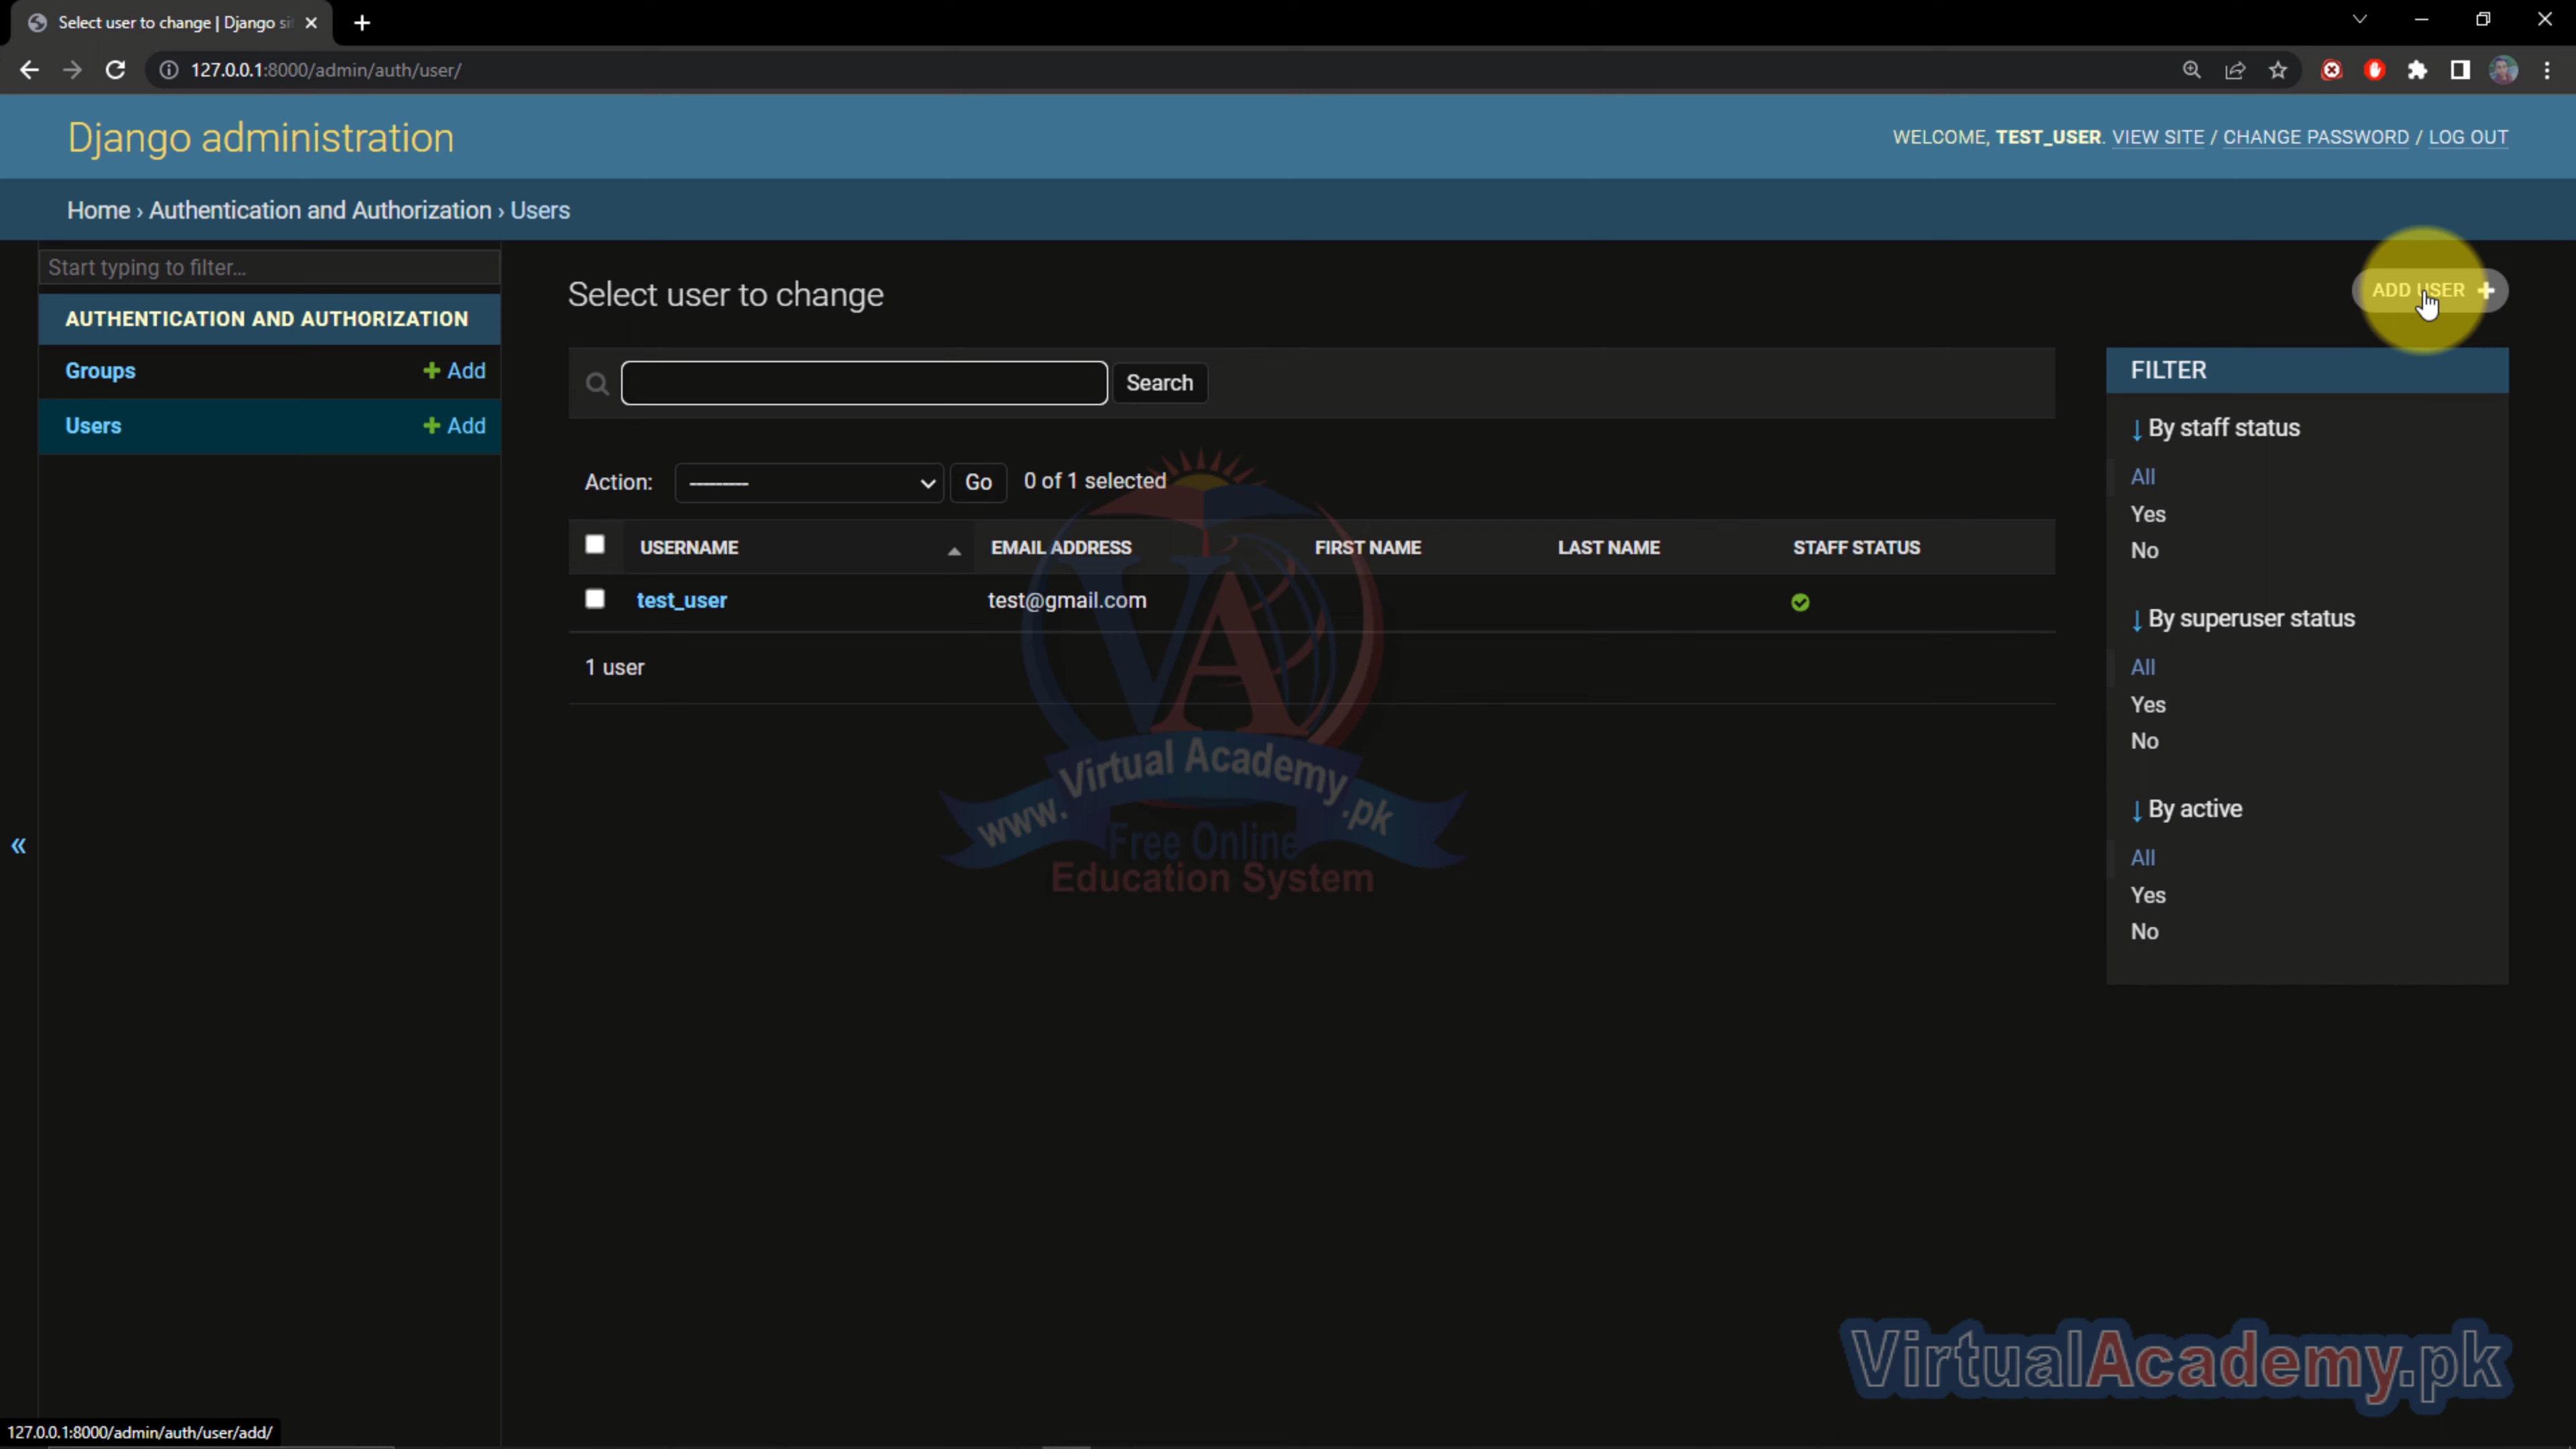 Select user to change | Django si
127.0.0.1:8000/admin/auth/user/
Django administration
WELCOME, TEST_USER. VIEW SITE / CHANGE PASSWORD / LOG OUT
Home › Authentication and Authorization › Users
Start typing to filter...
AUTHENTICATION AND AUTHORIZATION
Groups + Add
Users + Add
Select user to change
ADD USER +
Search
Action: --------- Go 0 of 1 selected
USERNAME EMAIL ADDRESS FIRST NAME LAST NAME STAFF STATUS
test_user test@gmail.com
1 user
FILTER
↓ By staff status
All
Yes
No
↓ By superuser status
All
Yes
No
↓ By active
All
Yes
No
«
VA
www.Virtual Academy.pk
Free Online
Education System
VirtualAcademy.pk
127.0.0.1:8000/admin/auth/user/add/